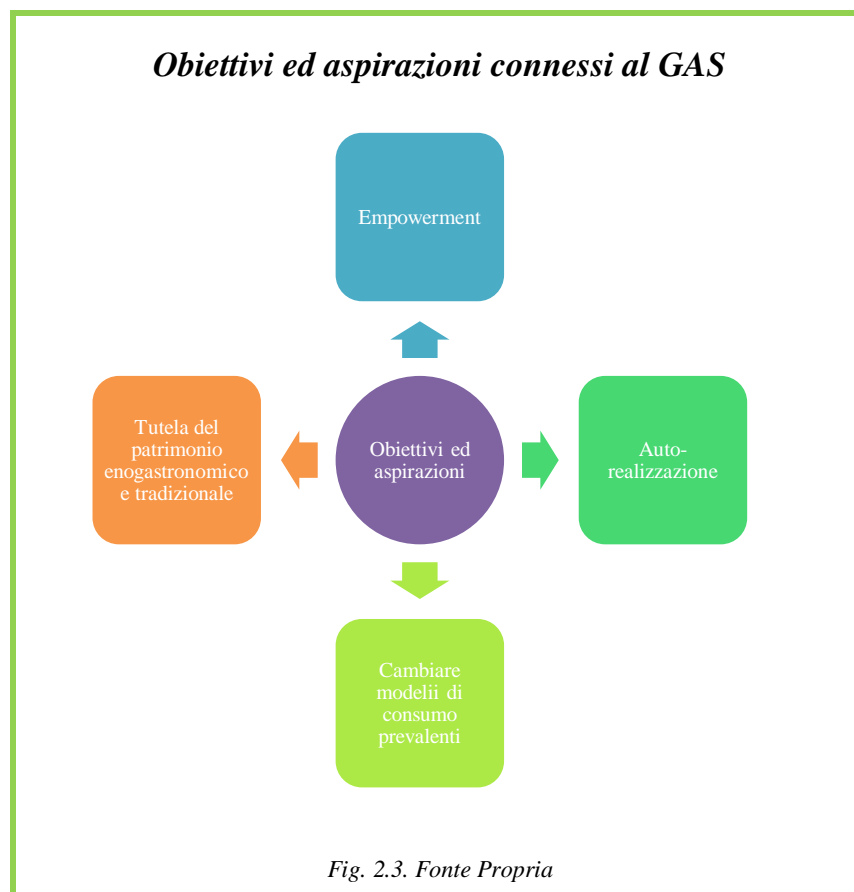 Obiettivi ed aspirazioni connessi al GAS
Empowerment
Tutela del
patrimonio
enogastronomico
e tradizionale
Obiettivi ed
aspirazioni
Auto-
realizzazione
Cambiare
modelii di
consumo
prevalenti
Fig. 2.3. Fonte Propria